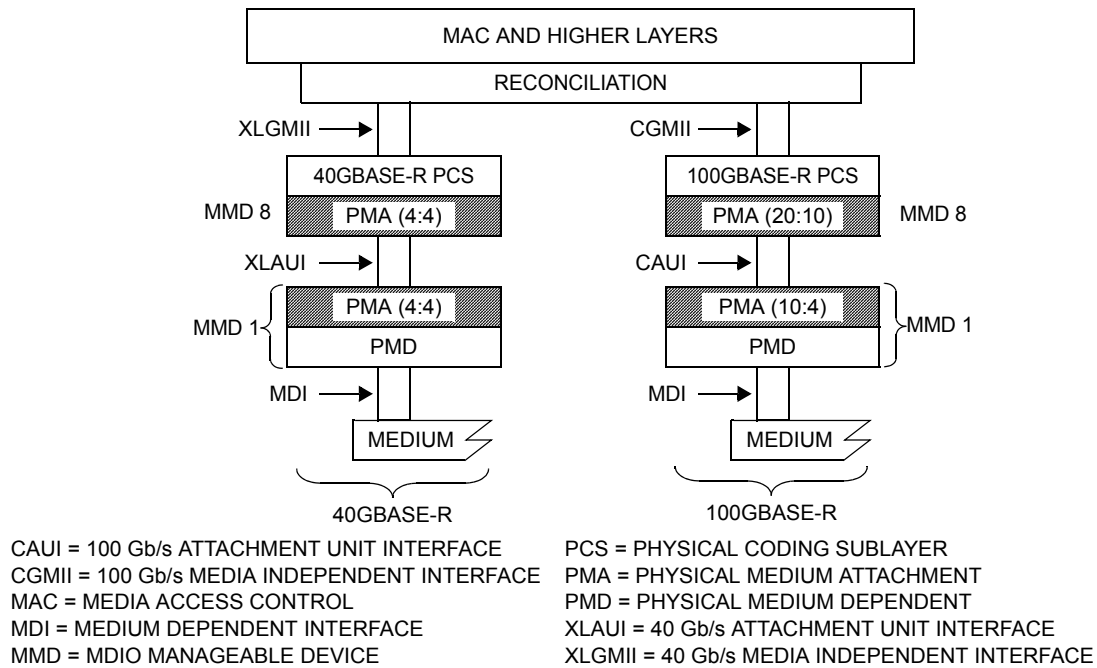 MAC AND HIGHER LAYERS
RECONCILIATION
XLGMII
CGMII
40GBASE-R PCS
100GBASE-R PCS
MMD 8
PMA (4:4)
PMA (20:10)
MMD 8
XLAUI
CAUI
PMA (4:4)
PMA (10:4)
MMD 1
MMD 1
PMD
PMD
MDI
MDI
MEDIUM
MEDIUM
40GBASE-R
100GBASE-R
CAUI = 100 Gb/s ATTACHMENT UNIT INTERFACE
CGMII = 100 Gb/s MEDIA INDEPENDENT INTERFACE
MAC = MEDIA ACCESS CONTROL
MDI = MEDIUM DEPENDENT INTERFACE
MMD = MDIO MANAGEABLE DEVICE
PCS = PHYSICAL CODING SUBLAYER
PMA = PHYSICAL MEDIUM ATTACHMENT
PMD = PHYSICAL MEDIUM DEPENDENT
XLAUI = 40 Gb/s ATTACHMENT UNIT INTERFACE
XLGMII = 40 Gb/s MEDIA INDEPENDENT INTERFACE